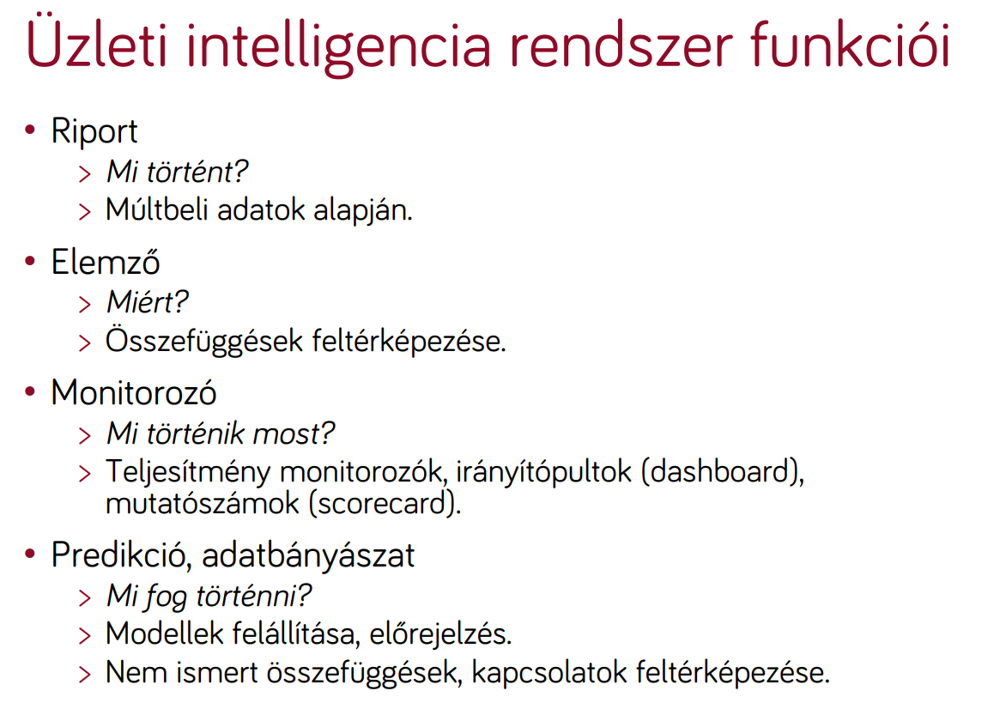 Üzleti intelligencia rendszer funkciói
• Riport
> Mi történt?
> Múltbeli adatok alapján.
• Elemző
> Miért?
> Összefüggések feltérképezése.
• Monitorozó
> Mi történik most?
> Teljesítmény monitorozók, irányítópultok (dashboard),
mutatószámok (scorecard).
• Predikció, adatbányászat
> Mi fog történni?
> Modellek felállítása, előrejelzés.
> Nem ismert összefüggések, kapcsolatok feltérképezése.